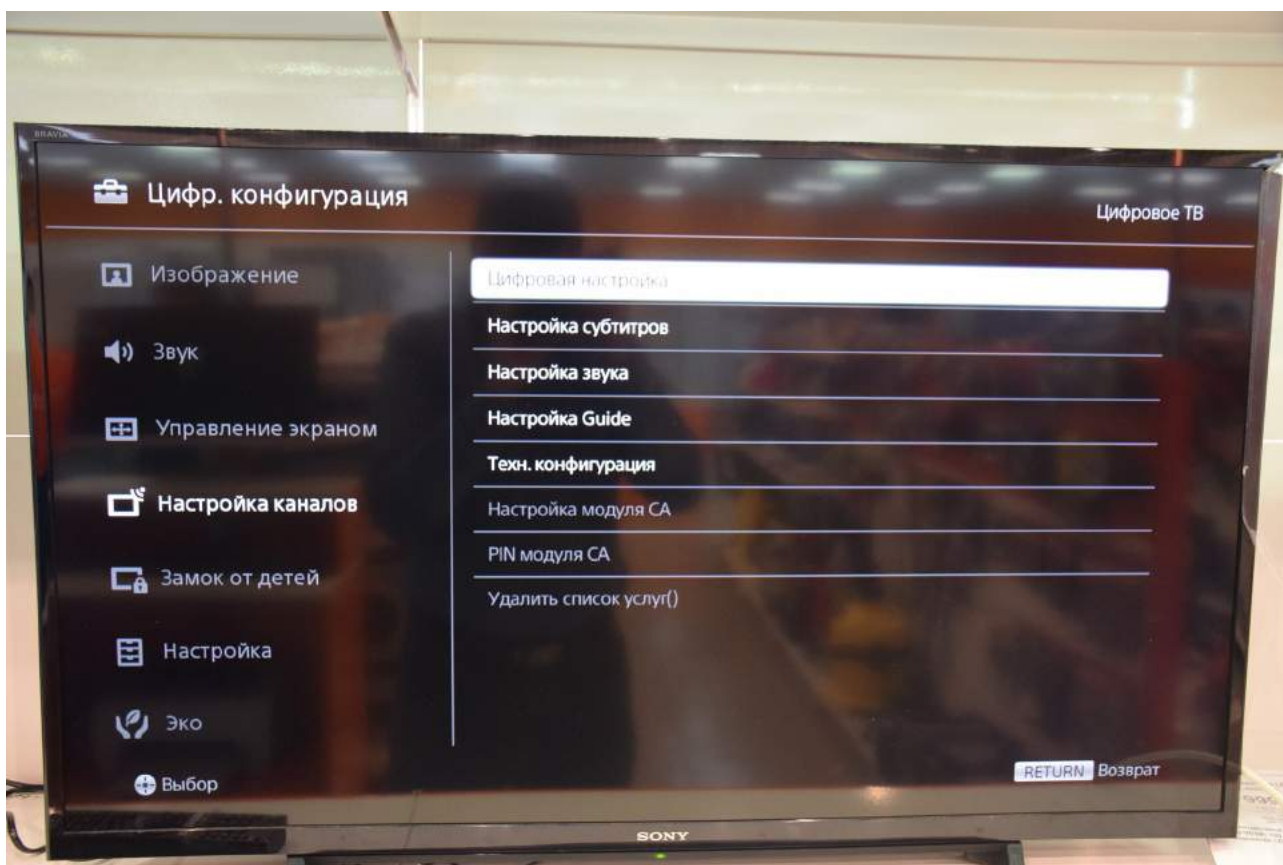 BRAVIA
Цифр. конфигурация
Цифровое ТВ
Изображение
Звук
Управление экраном
Настройка каналов
Замок от детей
Настройка
Эко
Выбор
Цифровая настройка
Настройка субтитров
Настройка звука
Настройка Guide
Техн. конфигурация
Настройка модуля CA
PIN модуля CA
Удалить список услуг()
RETURN Возврат
SONY